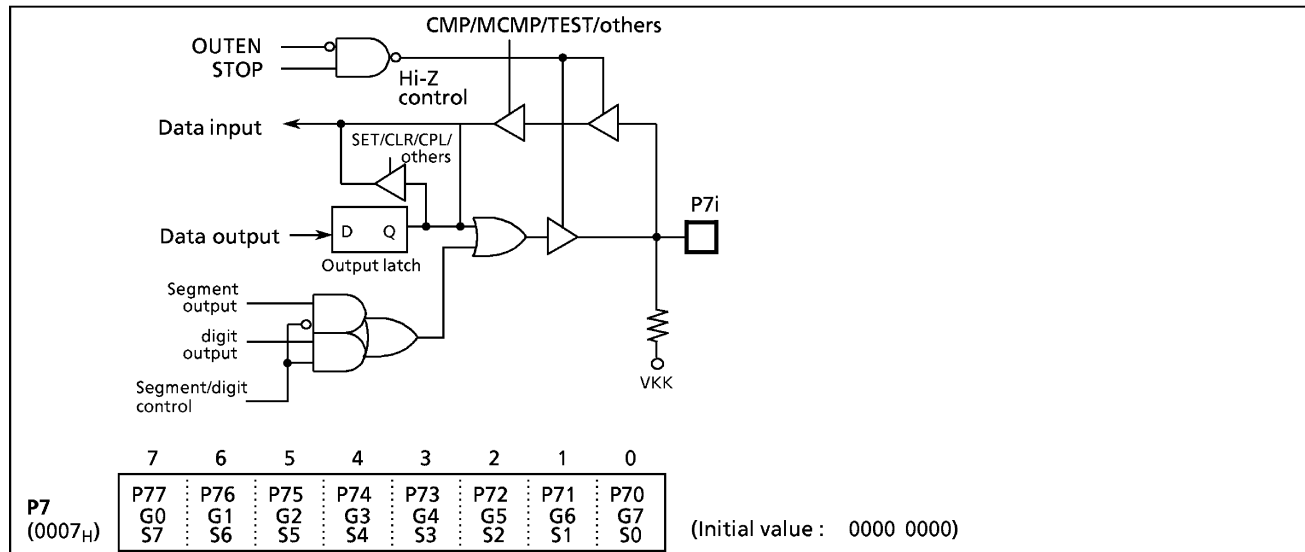 CMP/MCMP/TEST/others
OUTEN
STOP
Hi-Z
control
Data input
SET/CLR/CPL/
others
P7i
Data output
D Q
Output latch
Segment
output
digit
output
Segment/digit
control
VKK
7 6 5 4 3 2 1 0
P7
(0007H)
P77 P76 P75 P74 P73 P72 P71 P70
G0 G1 G2 G3 G4 G5 G6 G7
S7 S6 S5 S4 S3 S2 S1 S0
(Initial value : 0000 0000)